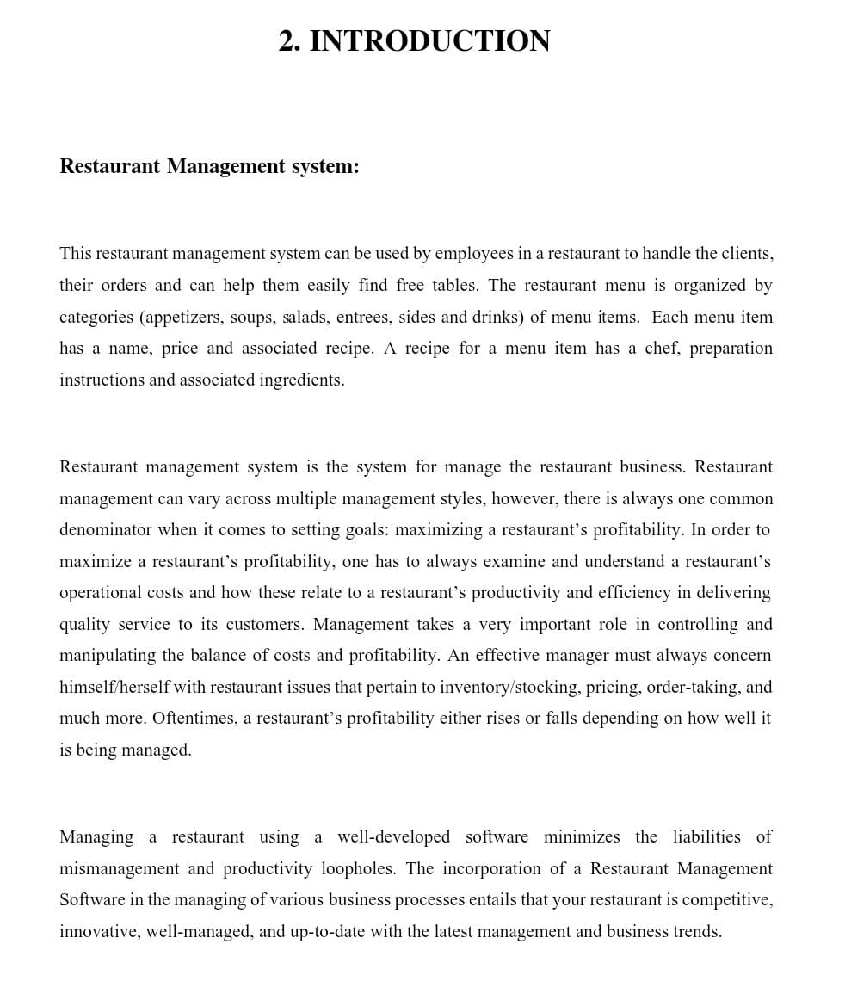 2. INTRODUCTION
Restaurant Management system:
This restaurant management system can be used by employees in a restaurant to handle the clients,
their orders and can help them easily find free tables. The restaurant menu is organized by
categories (appetizers, soups, salads, entrees, sides and drinks) of menu items.  Each menu item
has a name, price and associated recipe. A recipe for a menu item has a chef, preparation
instructions and associated ingredients.
Restaurant management system is the system for manage the restaurant business. Restaurant
management can vary across multiple management styles, however, there is always one common
denominator when it comes to setting goals: maximizing a restaurant’s profitability. In order to
maximize a restaurant’s profitability, one has to always examine and understand a restaurant’s
operational costs and how these relate to a restaurant’s productivity and efficiency in delivering
quality service to its customers. Management takes a very important role in controlling and
manipulating the balance of costs and profitability. An effective manager must always concern
himself/herself with restaurant issues that pertain to inventory/stocking, pricing, order-taking, and
much more. Oftentimes, a restaurant’s profitability either rises or falls depending on how well it
is being managed.
Managing a restaurant using a well-developed software minimizes the liabilities of
mismanagement and productivity loopholes. The incorporation of a Restaurant Management
Software in the managing of various business processes entails that your restaurant is competitive,
innovative, well-managed, and up-to-date with the latest management and business trends.